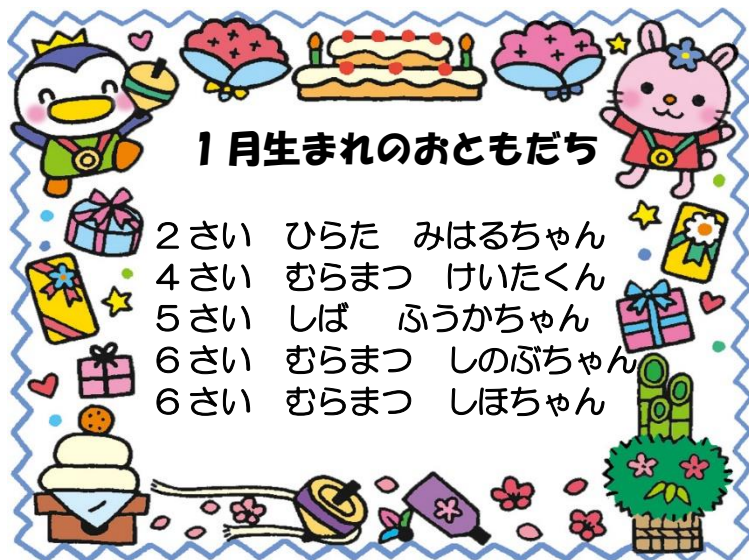 1月生まれのおともだち
2さい　ひらた　みはるちゃん
4さい　むらまつ　けいたくん
5さい　しば　ふうかちゃん
6さい　むらまつ　しのぶちゃん
6さい　むらまつ　しほちゃん